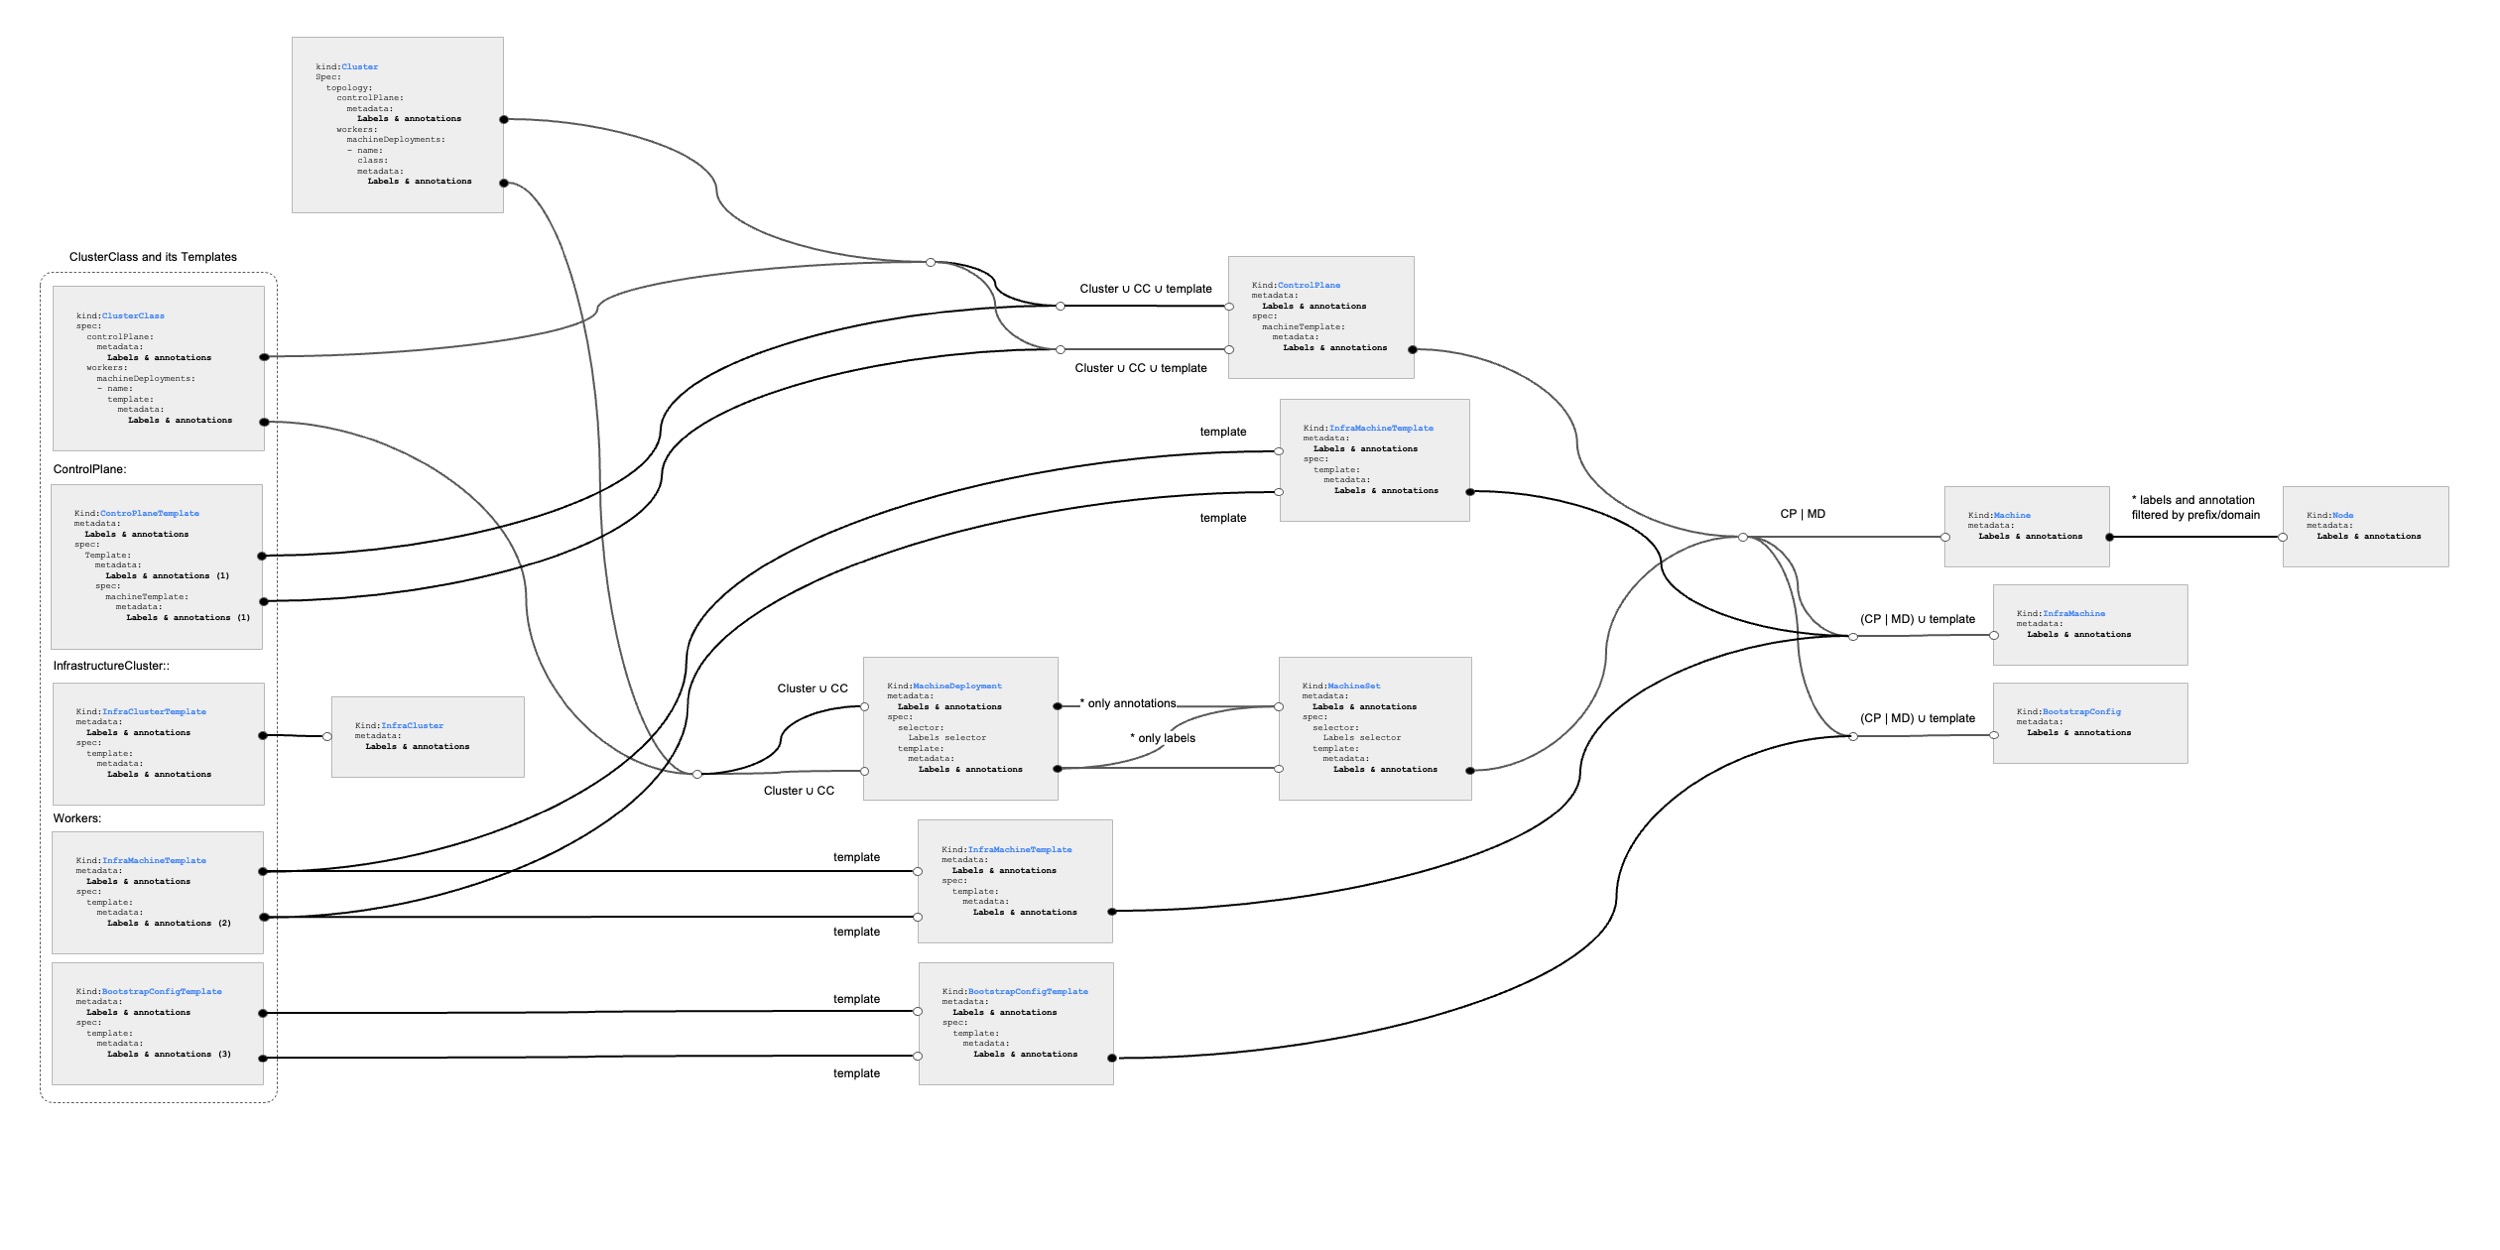 kind:Cluster
Spec:
topology:
controlPlane:
metadata:
Labels & annotations
workers:
machineDeployments:
- name:
class:
metadata:
Labels & annotations
ClusterClass and its Templates
kind:ClusterClass
spec:
controlPlane:
metadata:
Labels & annotations
workers:
machineDeployments:
- name:
template:
metadata:
Labels & annotations
ControlPlane:
Kind:ControPlaneTemplate
metadata:
Labels & annotations
spec:
Template:
metadata:
Labels & annotations (1)
spec:
machineTemplate:
metadata:
Labels & annotations (1)
InfrastructureCluster::
Kind:InfraClusterTemplate
metadata:
Labels & annotations
spec:
template:
metadata:
Labels & annotations
Kind:InfraCluster
metadata:
Labels & annotations
Workers:
Kind:InfraMachineTemplate
metadata:
Labels & annotations
spec:
template:
metadata:
Labels & annotations (2)
Kind:BootstrapConfigTemplate
metadata:
Labels & annotations
spec:
template:
metadata:
Labels & annotations (3)
Cluster ∪ CC ∪ template
Cluster ∪ CC ∪ template
Kind:ControlPlane
metadata:
Labels & annotations
spec:
machineTemplate:
metadata:
Labels & annotations
template
template
Kind:InfraMachineTemplate
metadata:
Labels & annotations
spec:
template:
metadata:
Labels & annotations
Cluster ∪ CC
Cluster ∪ CC
Kind:MachineDeployment
metadata:
Labels & annotations
spec:
selector:
Labels selector
template:
metadata:
Labels & annotations
* only annotations
* only labels
Kind:MachineSet
metadata:
Labels & annotations
spec:
selector:
Labels selector
template:
metadata:
Labels & annotations
template
template
Kind:InfraMachineTemplate
metadata:
Labels & annotations
spec:
template:
metadata:
Labels & annotations
template
template
Kind:BootstrapConfigTemplate
metadata:
Labels & annotations
spec:
template:
metadata:
Labels & annotations
CP | MD
Kind:Machine
metadata:
Labels & annotations
* labels and annotation
filtered by prefix/domain
Kind:Node
metadata:
Labels & annotations
(CP | MD) ∪ template
Kind:InfraMachine
metadata:
Labels & annotations
(CP | MD) ∪ template
Kind:BootstrapConfig
metadata:
Labels & annotations